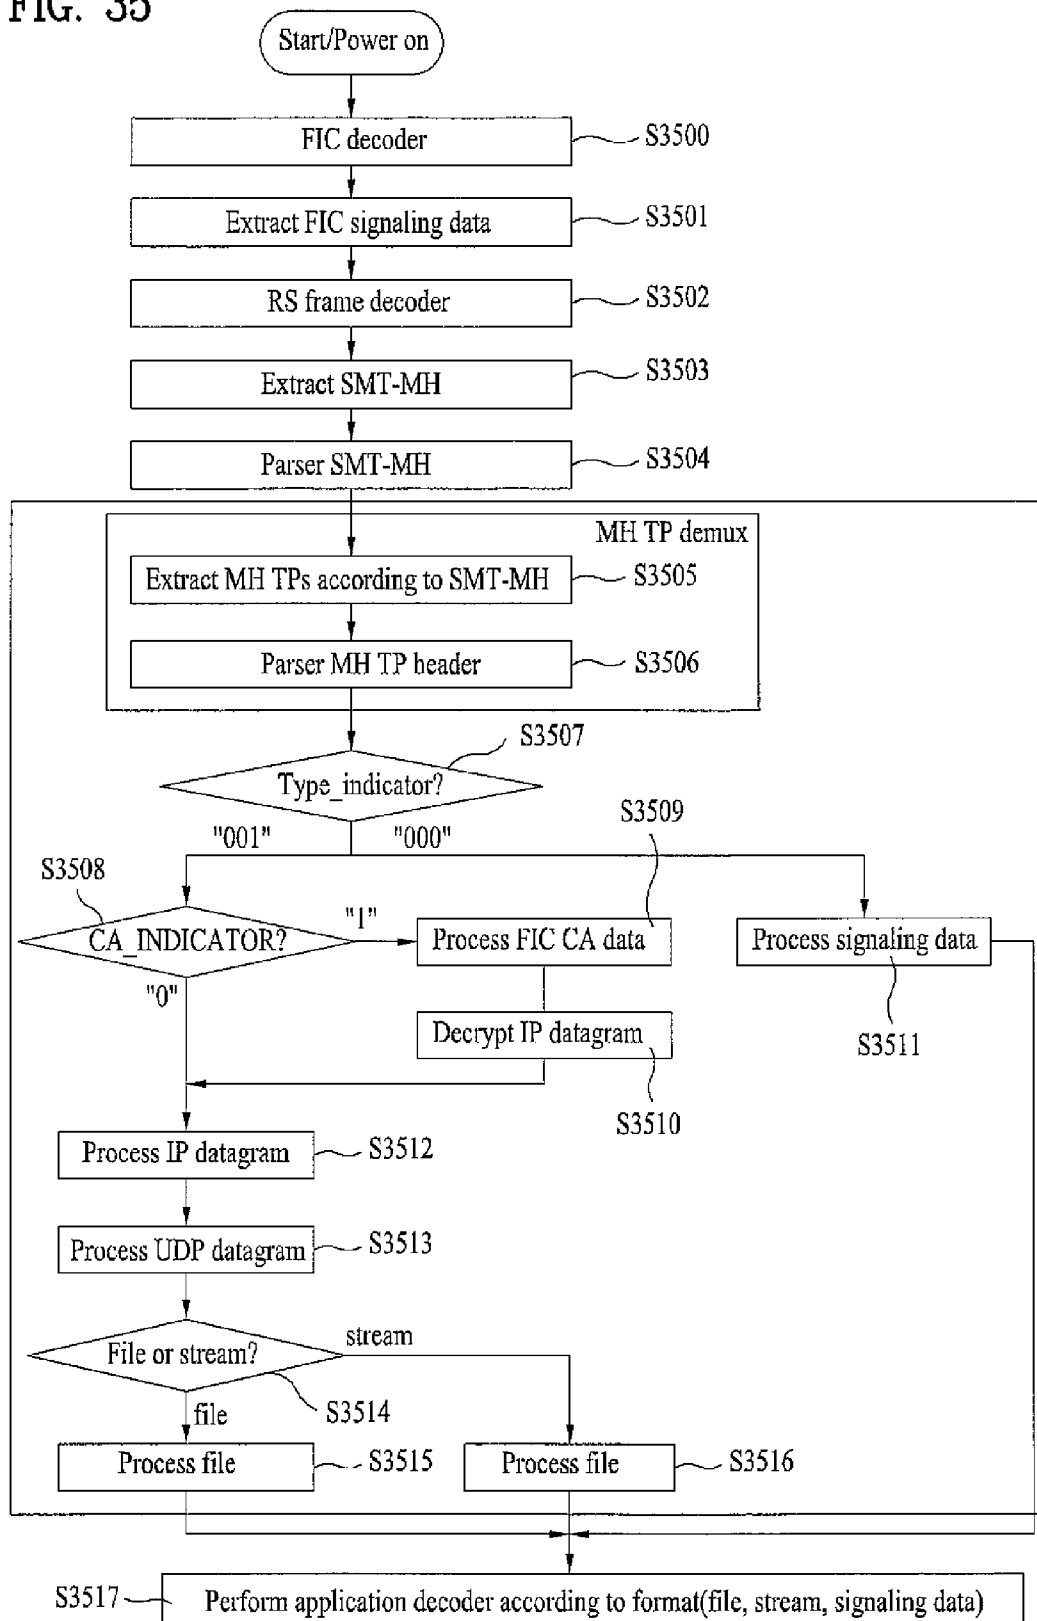 FIG. 35
Start/Power on
FIC decoder
S3500
Extract FIC signaling data
S3501
RS frame decoder
S3502
Extract SMT-MH
S3503
Parser SMT-MH
S3504
MH TP demux
Extract MH TPs according to SMT-MH
S3505
Parser MH TP header
S3506
S3507
Type_indicator?
"001"
"000"
S3509
S3508
CA_INDICATOR?
"1"
Process FIC CA data
Process signaling data
"0"
Decrypt IP datagram
S3511
S3510
Process IP datagram
S3512
Process UDP datagram
S3513
File or stream?
stream
S3514
file
Process file
S3515
Process file
S3516
S3517
Perform application decoder according to format(file, stream, signaling data)